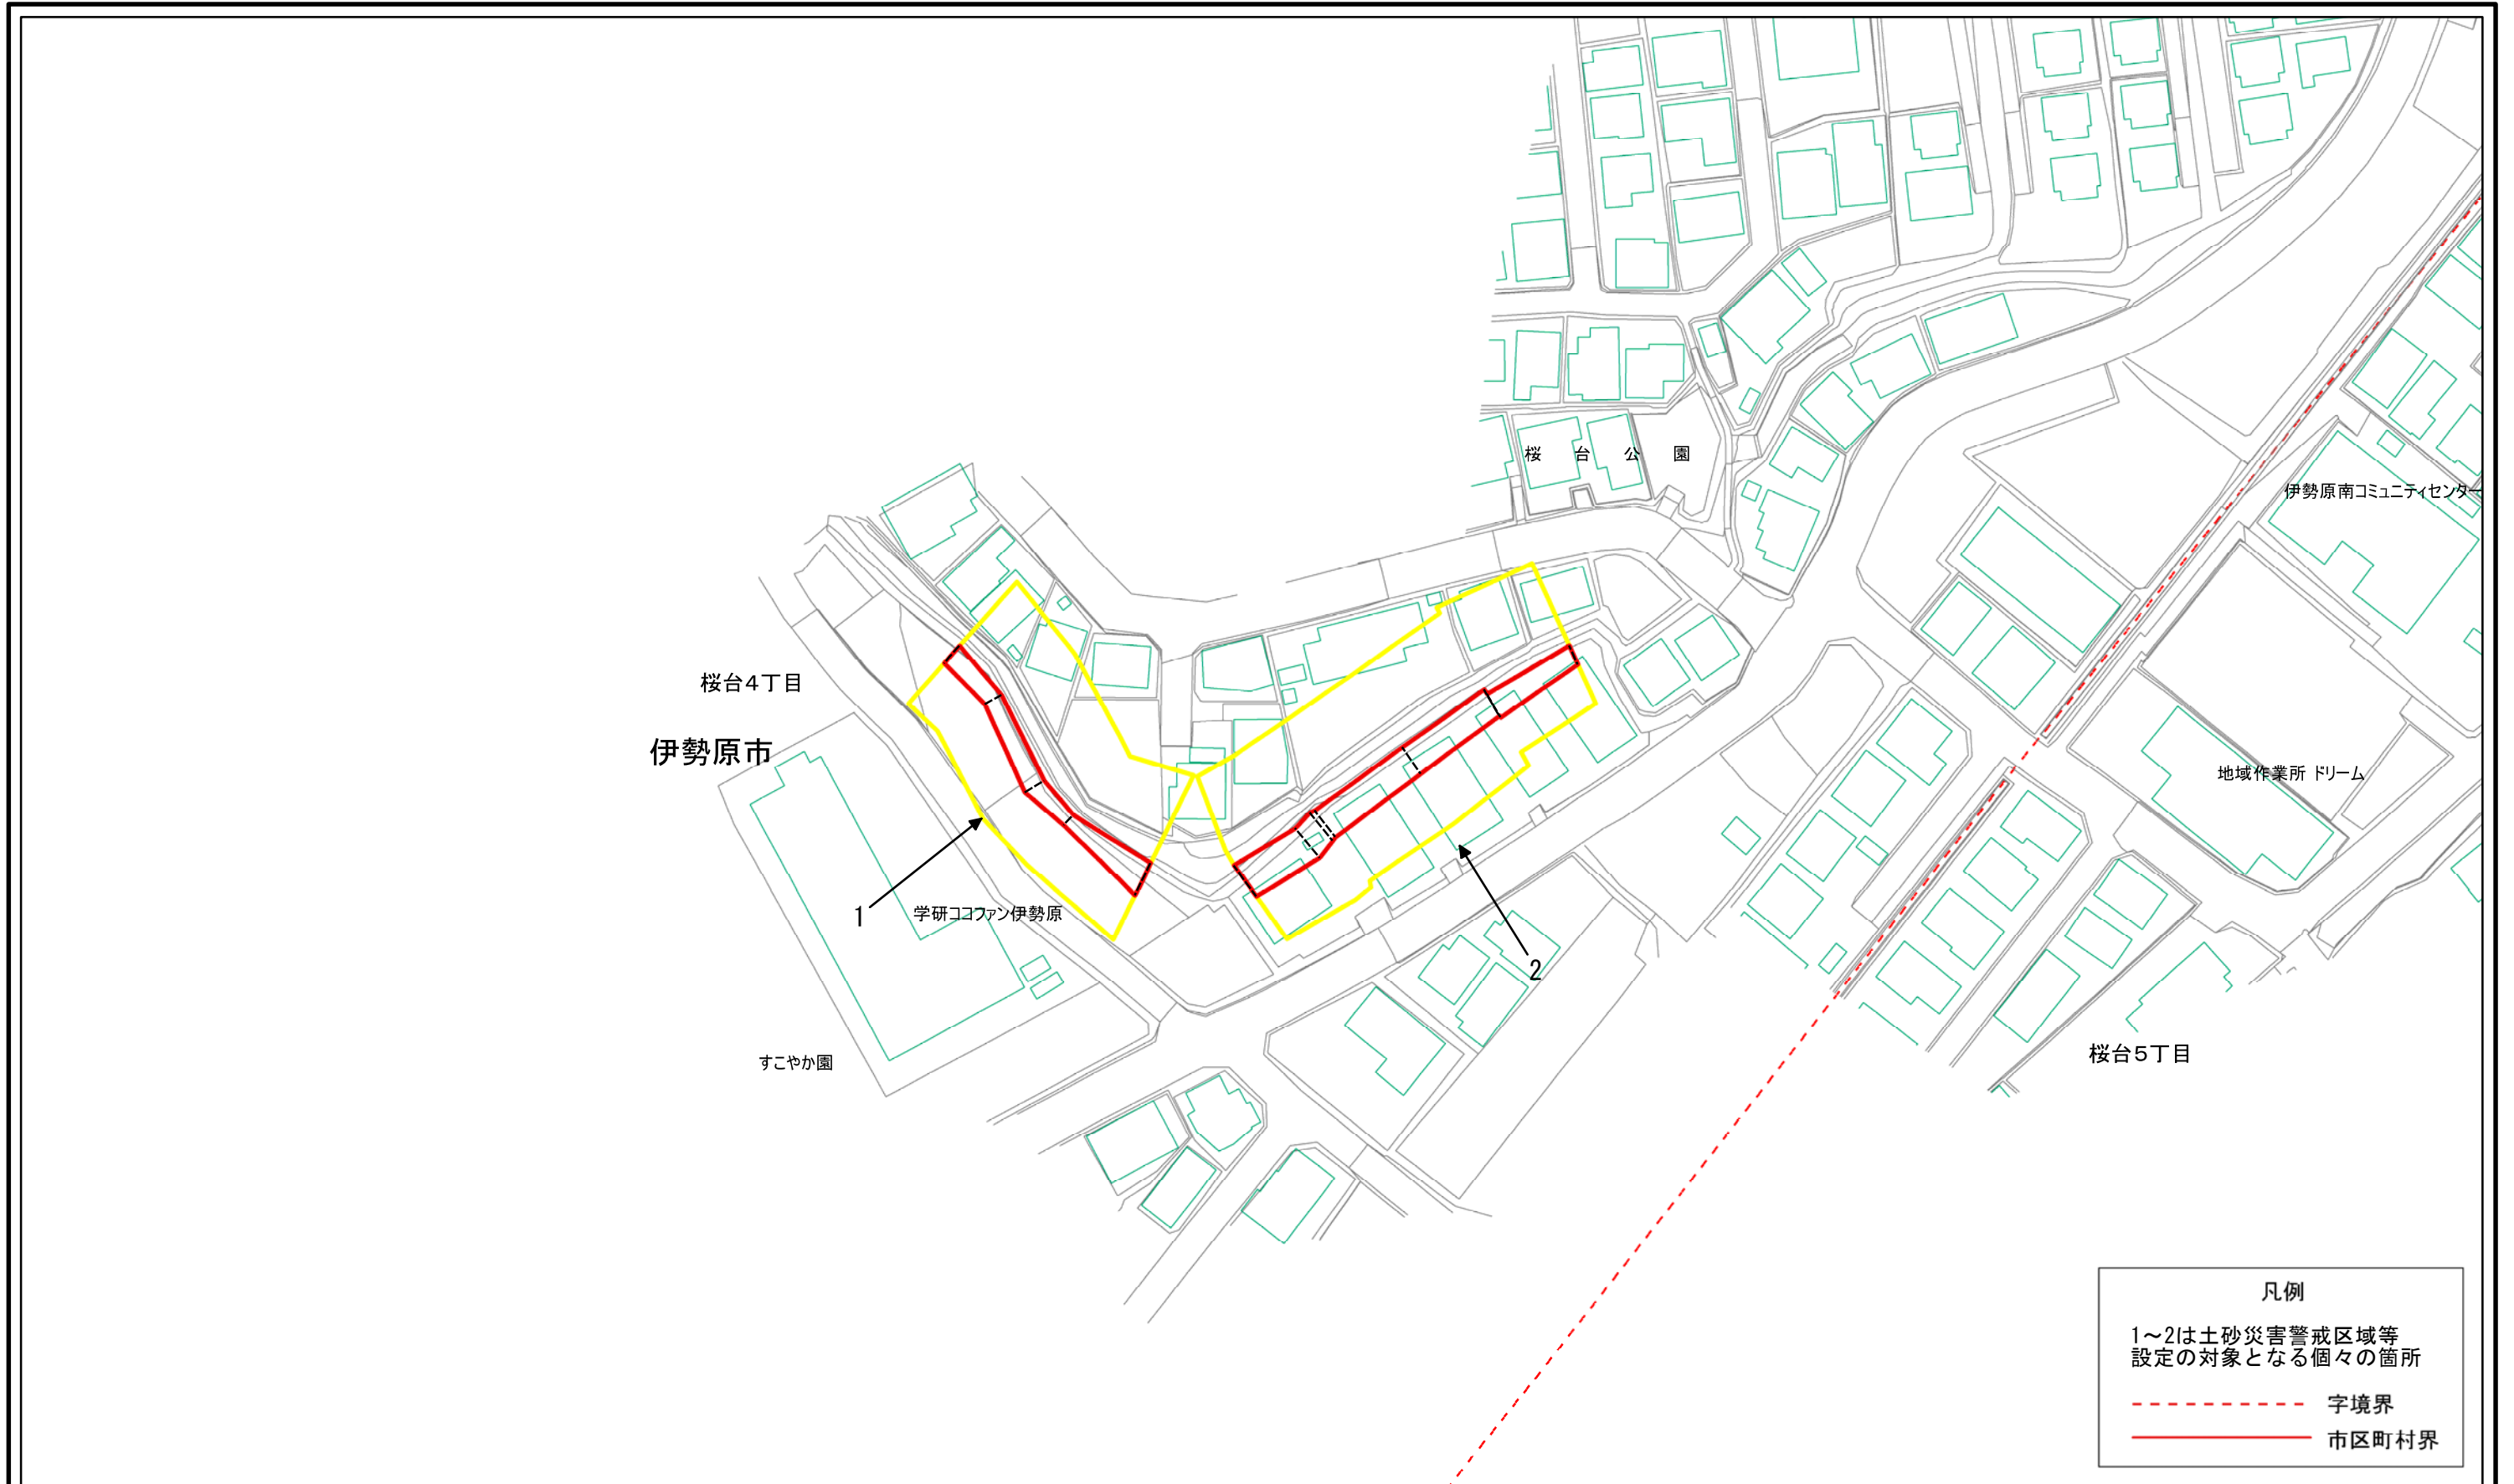 桜台公園
伊勢原南コミュニティセンター
桜台4丁目
伊勢原市
地域作業所 ドリーム
1
学研ココファン伊勢原
2
すこやか園
桜台5丁目
凡例
1～2は土砂災害警戒区域等
設定の対象となる個々の箇所
字境界
市区町村界